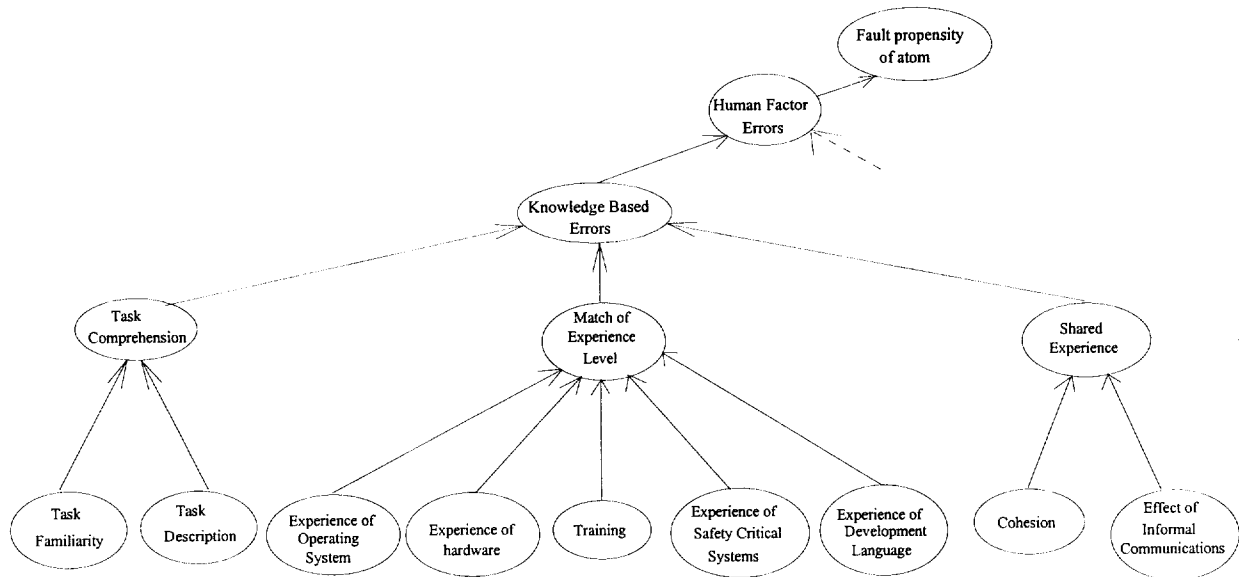 Fault propensity
of atom
Human Factor
Errors
Knowledge Based
Errors
Task
Comprehension
Match of
Experience
Level
Shared
Experience
Task
Familiarity
Task
Description
Experience of
Operating
System
Experience of
hardware
Training
Experience of
Safety Critical
Systems
Experience of
Development
Language
Cohesion
Effect of
Informal
Communications